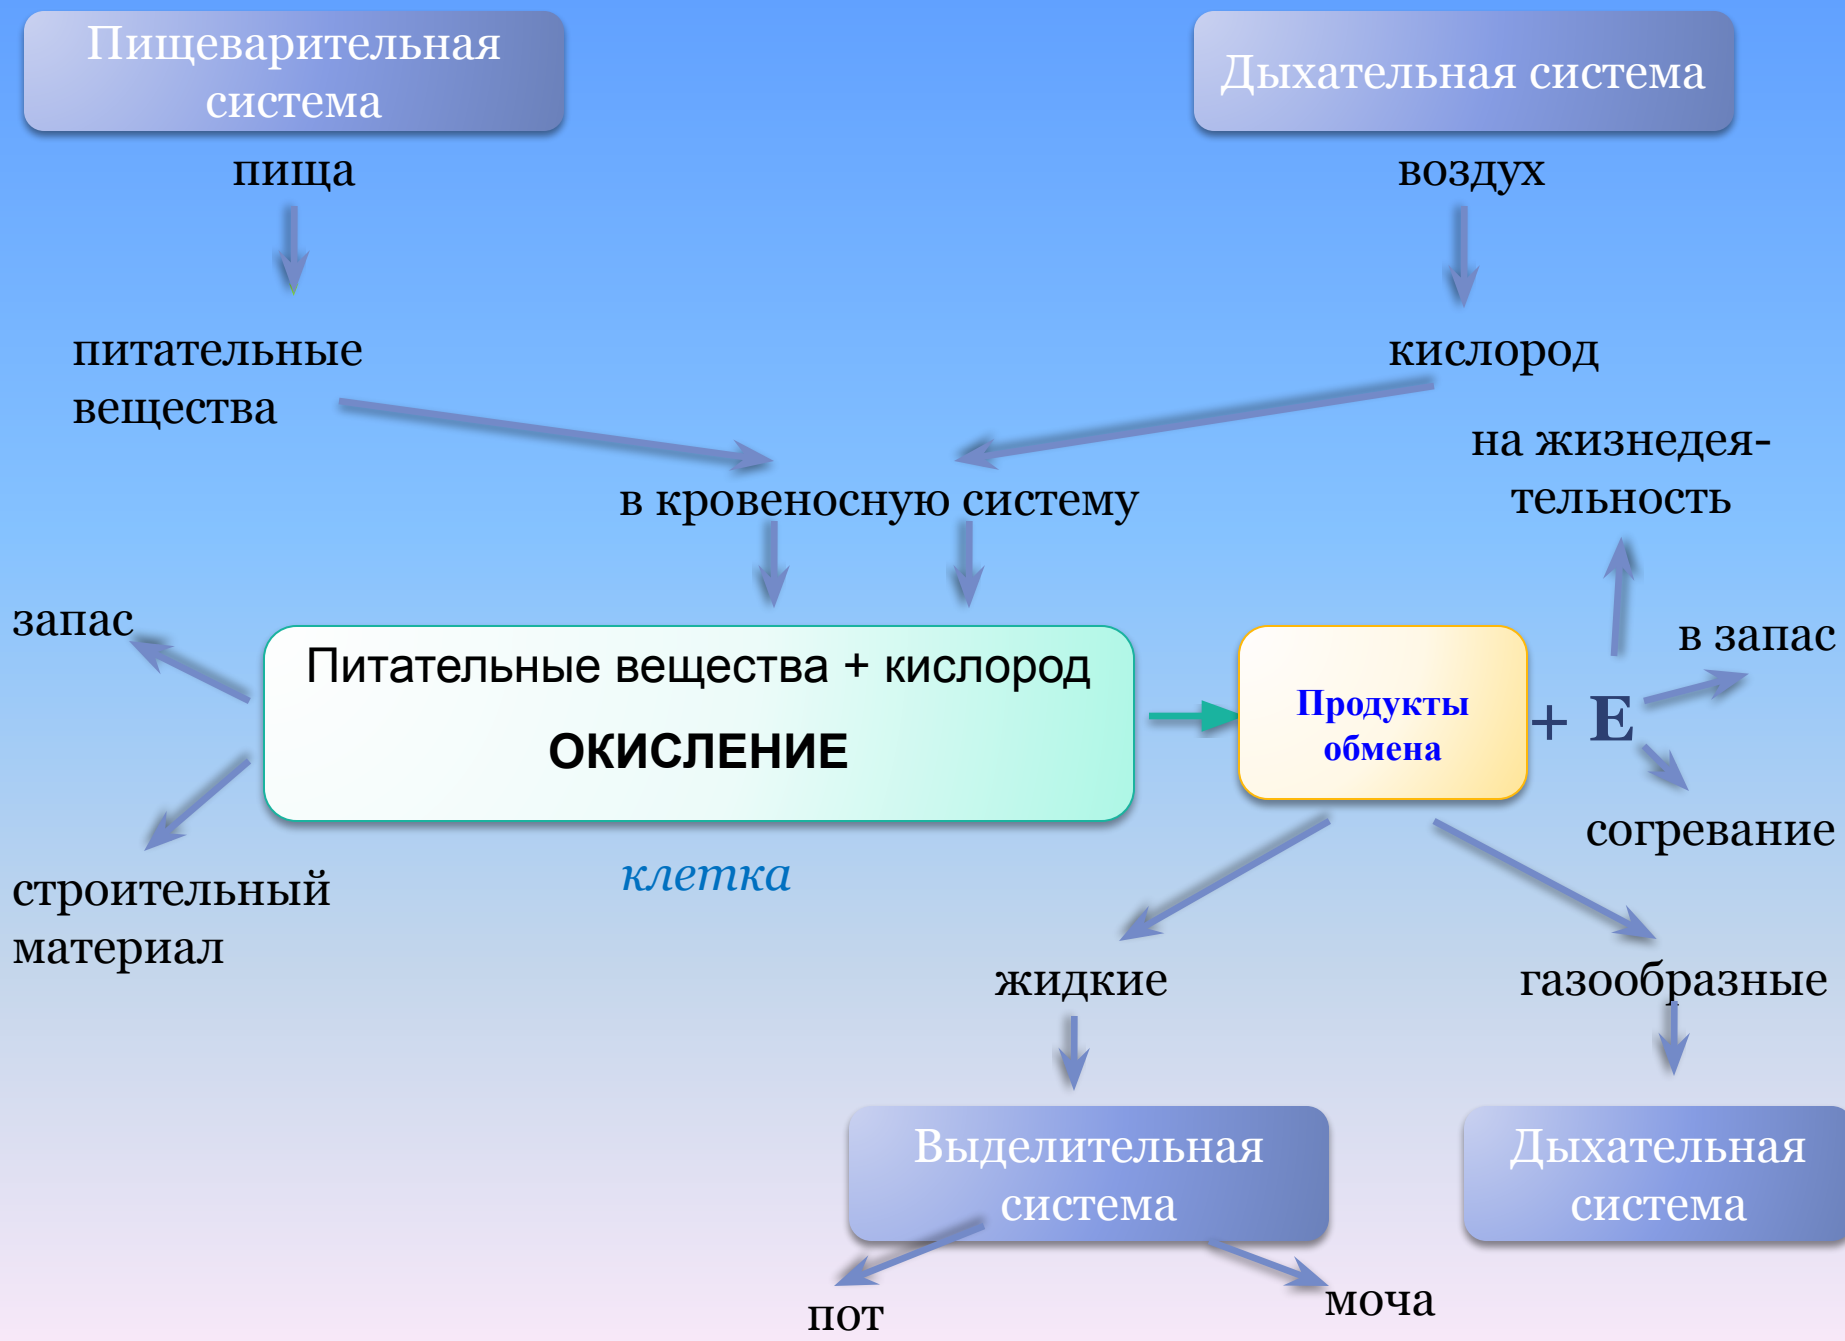 Пищеварительная
система
Дыхательная система
пища
воздух
питательные
вещества
кислород
на жизнедея-
тельность
в кровеносную систему
запас
в запас
Питательные вещества + кислород
ОКИСЛЕНИЕ
Продукты
обмена
+ E
согревание
клетка
строительный
материал
жидкие
газообразные
Выделительная
система
Дыхательная
система
пот
моча